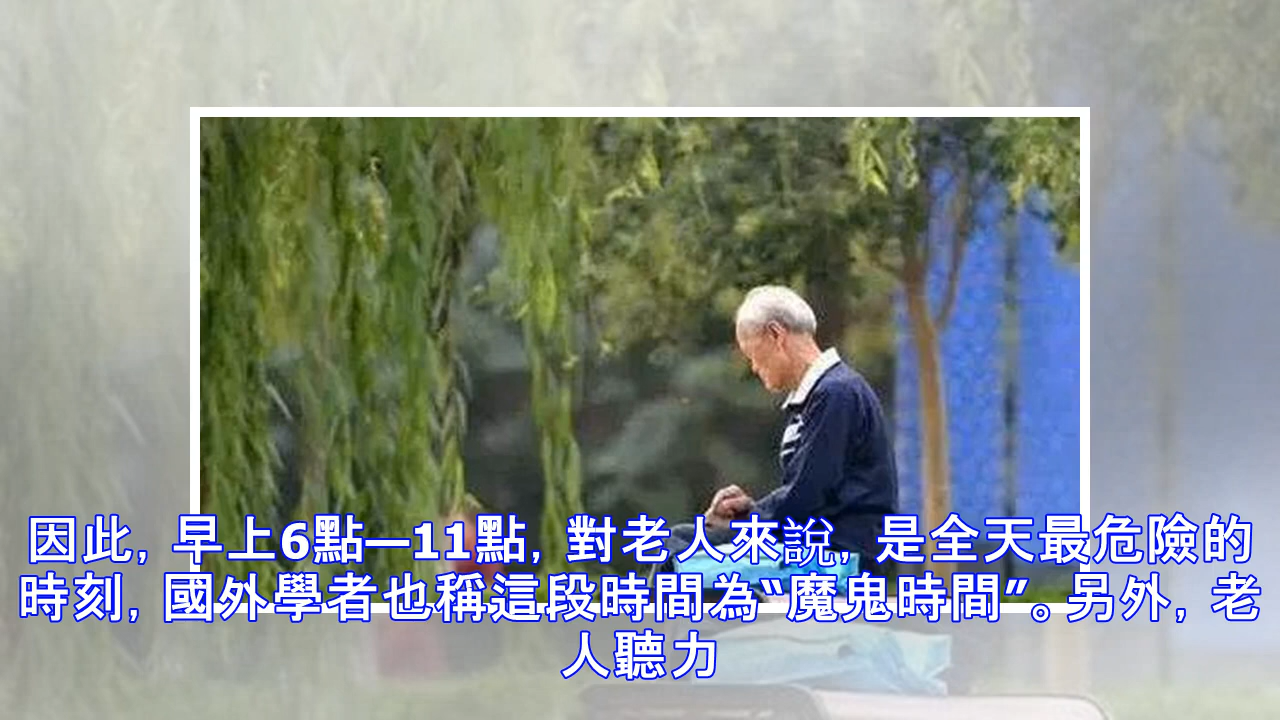 因此, 早上6點—11點, 對老人來說, 是全天最危險的
時刻, 國外學者也稱這段時間為“魔鬼時間”。另外, 老
人聽力